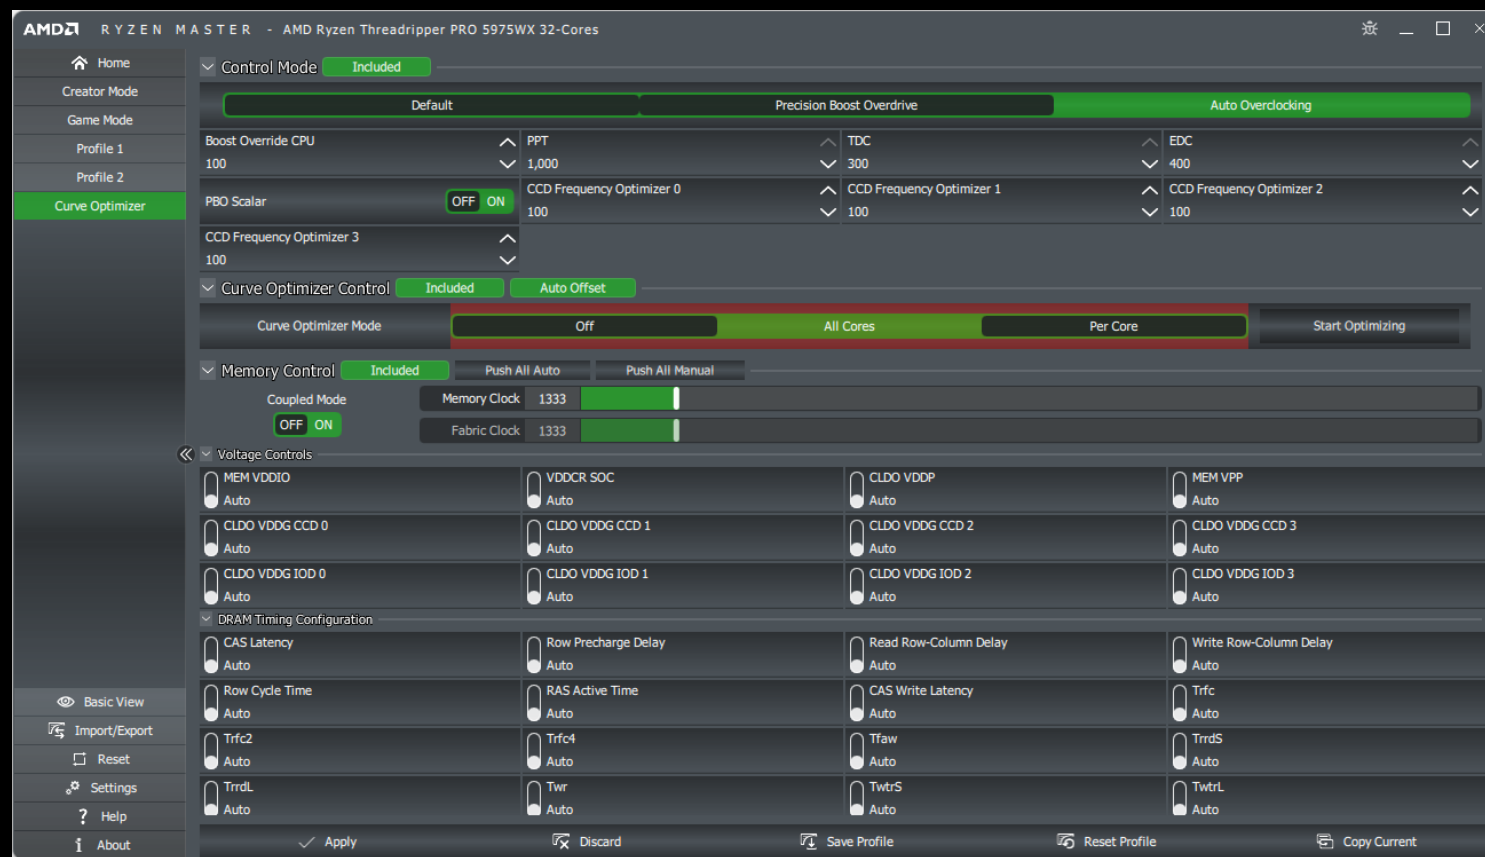 AMD RYZEN MASTER - AMD Ryzen Threadripper PRO 5975WX 32-Cores
Home
Creator Mode
Game Mode
Profile 1
Profile 2
Curve Optimizer
Basic View
Import/Export
Reset
Settings
? Help
i About
Control Mode Included
Default Precision Boost Overdrive Auto Overclocking
Boost Override CPU PPT TDC EDC
100 1,000 300 400
PBO Scalar OFF ON CCD Frequency Optimizer 0 CCD Frequency Optimizer 1 CCD Frequency Optimizer 2
100 100 100
CCD Frequency Optimizer 3
100
Curve Optimizer Control Included Auto Offset
Curve Optimizer Mode Off All Cores Per Core Start Optimizing
Memory Control Included Push All Auto Push All Manual
Coupled Mode Memory Clock 1333
OFF ON Fabric Clock 1333
Voltage Controls
MEM VDDIO VDDCR SOC CLDO VDDP MEM VPP
Auto Auto Auto Auto
CLDO VDDG CCD 0 CLDO VDDG CCD 1 CLDO VDDG CCD 2 CLDO VDDG CCD 3
Auto Auto Auto Auto
CLDO VDDG IOD 0 CLDO VDDG IOD 1 CLDO VDDG IOD 2 CLDO VDDG IOD 3
Auto Auto Auto Auto
DRAM Timing Configuration
CAS Latency Row Precharge Delay Read Row-Column Delay Write Row-Column Delay
Auto Auto Auto Auto
Row Cycle Time RAS Active Time CAS Write Latency Trfc
Auto Auto Auto Auto
Trfc2 Trfc4 Tfaw TrrdS
Auto Auto Auto Auto
TrrdL Twr TwtrS TwtrL
Auto Auto Auto Auto
Apply Discard Save Profile Reset Profile Copy Current